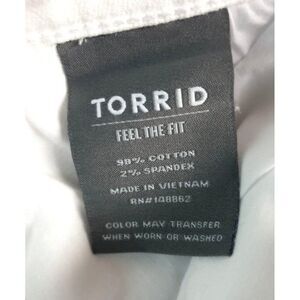 TORRID
FEEL THE FIT
98% COTTON
2% SPANDEX
MADE IN VIETNAM
RN#148862
COLOR MAY TRANSFER
WHEN WORN OR WASHED